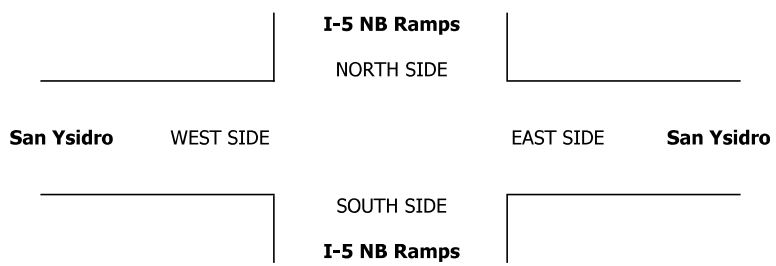 I-5 NB Ramps
NORTH SIDE
San Ysidro WEST SIDE EAST SIDE San Ysidro
SOUTH SIDE
I-5 NB Ramps